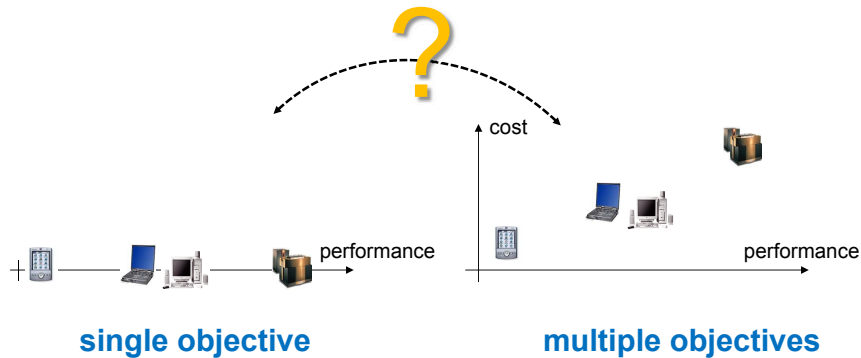 ?
cost
performance
performance
single objective
multiple objectives